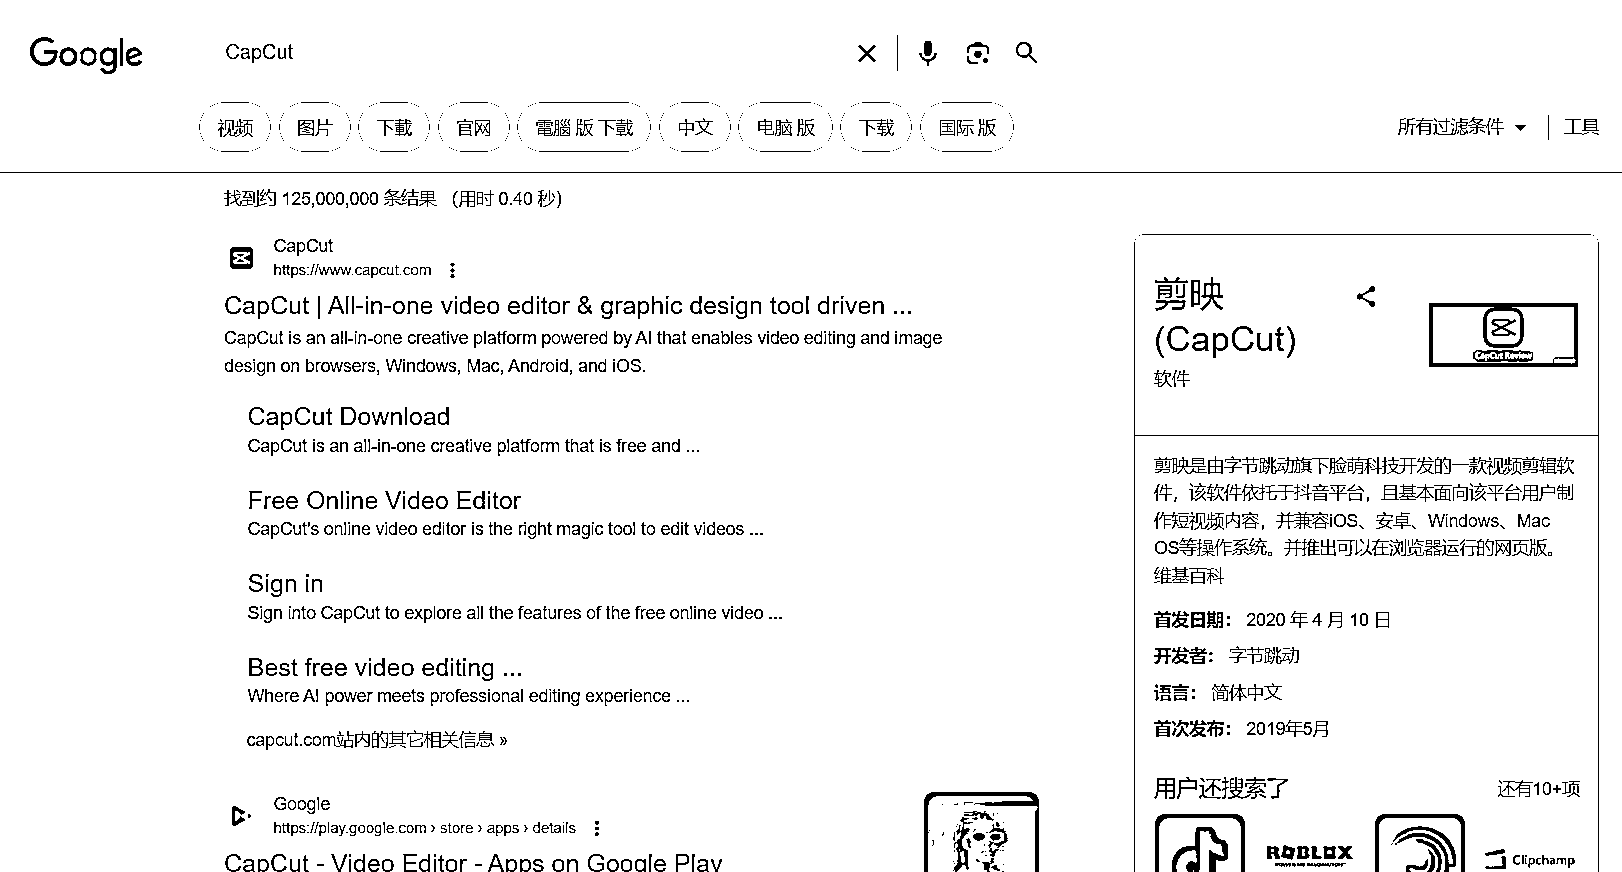 Google
CapCut
视频
图片
下載
官网
電腦 版 下載
中文
电脑 版
下载
国际 版
所有过滤条件
工具
找到约 125,000,000 条结果 （用时 0.40 秒）
CapCut
https://www.capcut.com
CapCut | All-in-one video editor & graphic design tool driven ...
CapCut is an all-in-one creative platform powered by AI that enables video editing and image
design on browsers, Windows, Mac, Android, and iOS.
CapCut Download
CapCut is an all-in-one creative platform that is free and ...
Free Online Video Editor
CapCut's online video editor is the right magic tool to edit videos ...
Sign in
Sign into CapCut to explore all the features of the free online video ...
Best free video editing ...
Where AI power meets professional editing experience ...
capcut.com站内的其它相关信息 »
Google
https://play.google.com › store › apps › details
CapCut - Video Editor - Apps on Google Play
剪映
(CapCut)
软件
CapCut Review
剪映是由字节跳动旗下脸萌科技开发的一款视频剪辑软
件，该软件依托于抖音平台，且基本面向该平台用户制
作短视频内容，并兼容iOS、安卓、Windows、Mac
OS等操作系统。并推出可以在浏览器运行的网页版。
维基百科
首发日期： 2020 年 4 月 10 日
开发者： 字节跳动
语言： 简体中文
首次发布： 2019年5月
用户还搜索了
还有10+项
ROBLOX
Clipchamp